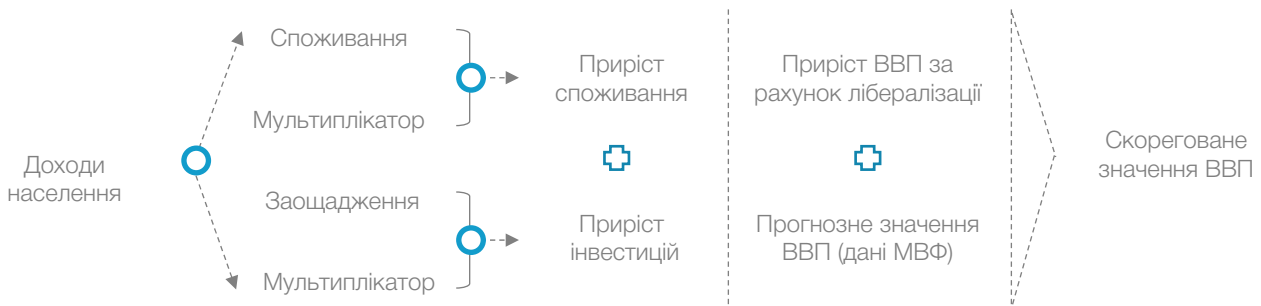 Доходи
населення
Споживання
Мультиплікатор
Заощадження
Мультиплікатор
Приріст
споживання
Приріст
інвестицій
Приріст ВВП за
рахунок лібералізації
Прогнозне значення
ВВП (дані МВФ)
Скореговане
значення ВВП